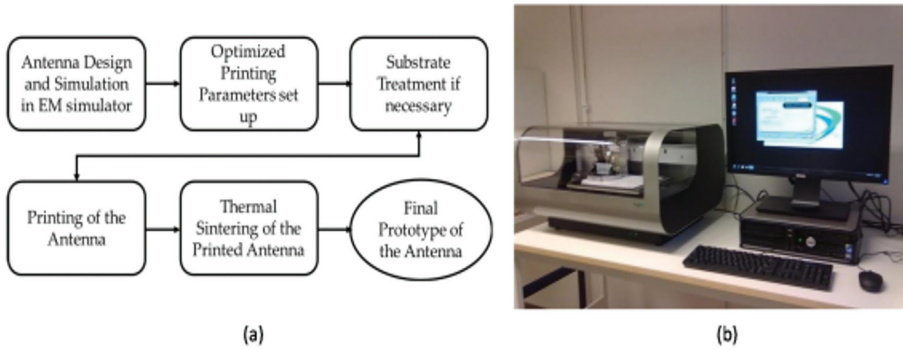 Antenna Design
and Simulation
in EM simulator
Optimized
Printing
Parameters set
up
Substrate
Treatment if
necessary
Printing of the
Antenna
Thermal
Sintering of the
Printed Antenna
Final
Prototype of
the Antenna
(a)
(b)